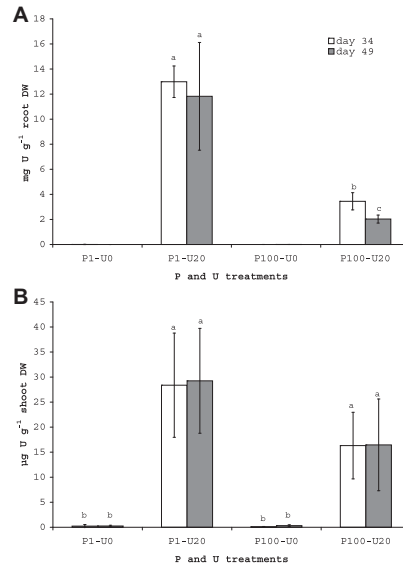 A
18
16
14
12
10
8
6
4
2
0
mg U g⁻¹ root DW
day 34
day 49
a a
b
c
P1-U0 P1-U20 P100-U0 P100-U20
P and U treatments
B
45
40
35
30
25
20
15
10
5
0
µg U g⁻¹ shoot DW
b b a a b b a a
P1-U0 P1-U20 P100-U0 P100-U20
P and U treatments